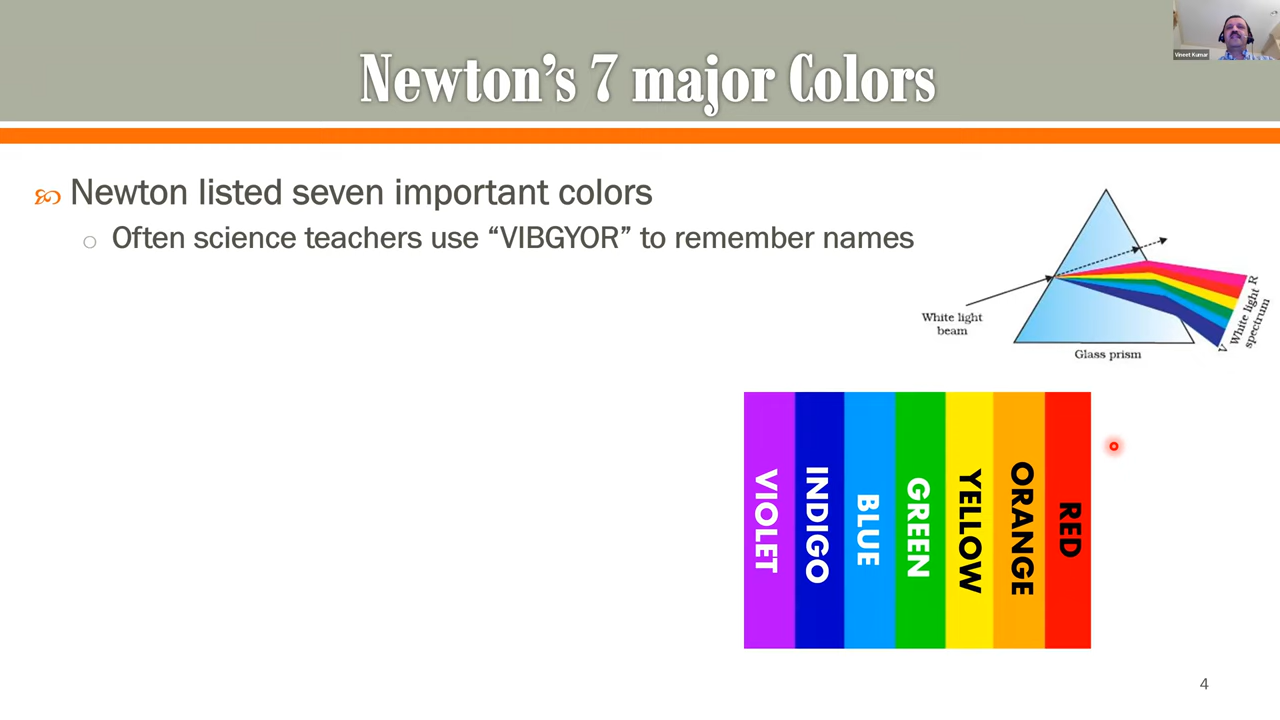 Vineet Kumar
Newton's 7 major Colors
Newton listed seven important colors
Often science teachers use “VIBGYOR” to remember names
White light
beam
Glass prism
V White light R
spectrum
VIOLET
INDIGO
BLUE
GREEN
YELLOW
ORANGE
RED
4